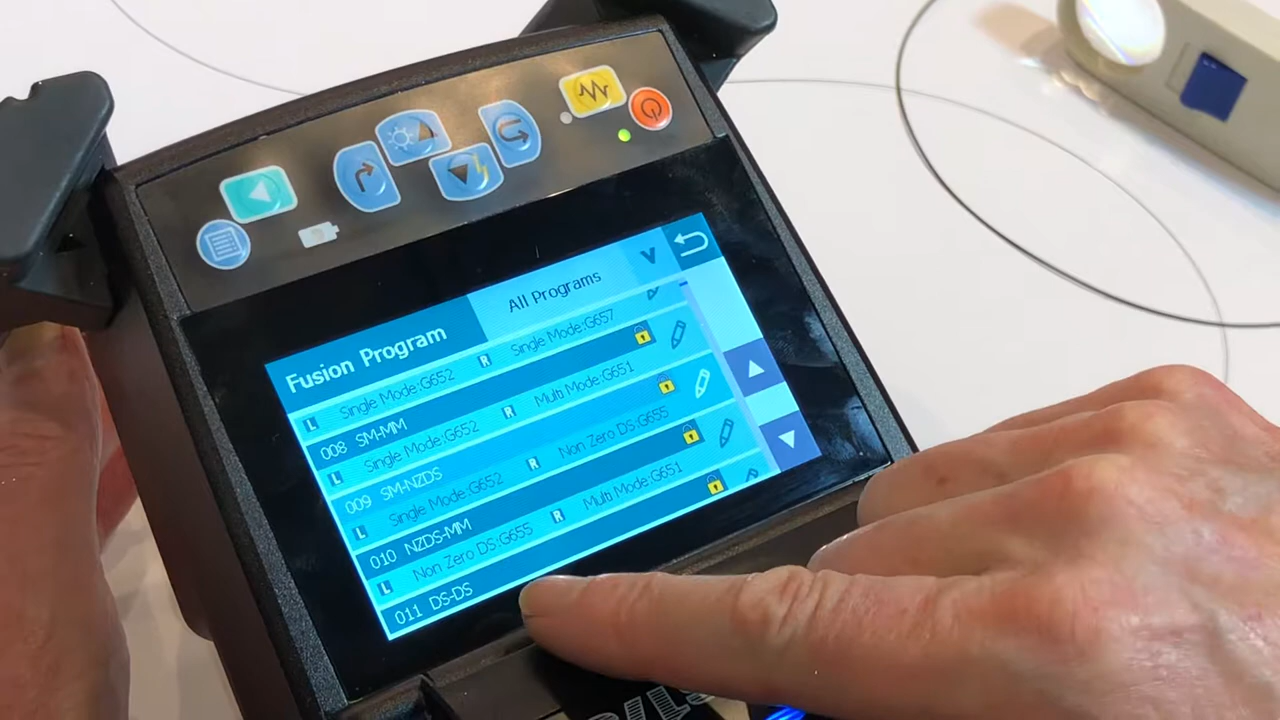 Fusion Program
All Programs
L Single Mode:G652 R Single Mode:G657
008 SM-MM
L Single Mode:G652 R Multi Mode:G651
009 SM-NZDS
L Single Mode:G652 R Non Zero DS:G655
010 NZDS-MM
L Non Zero DS:G655 R Multi Mode:G651
011 DS-DS